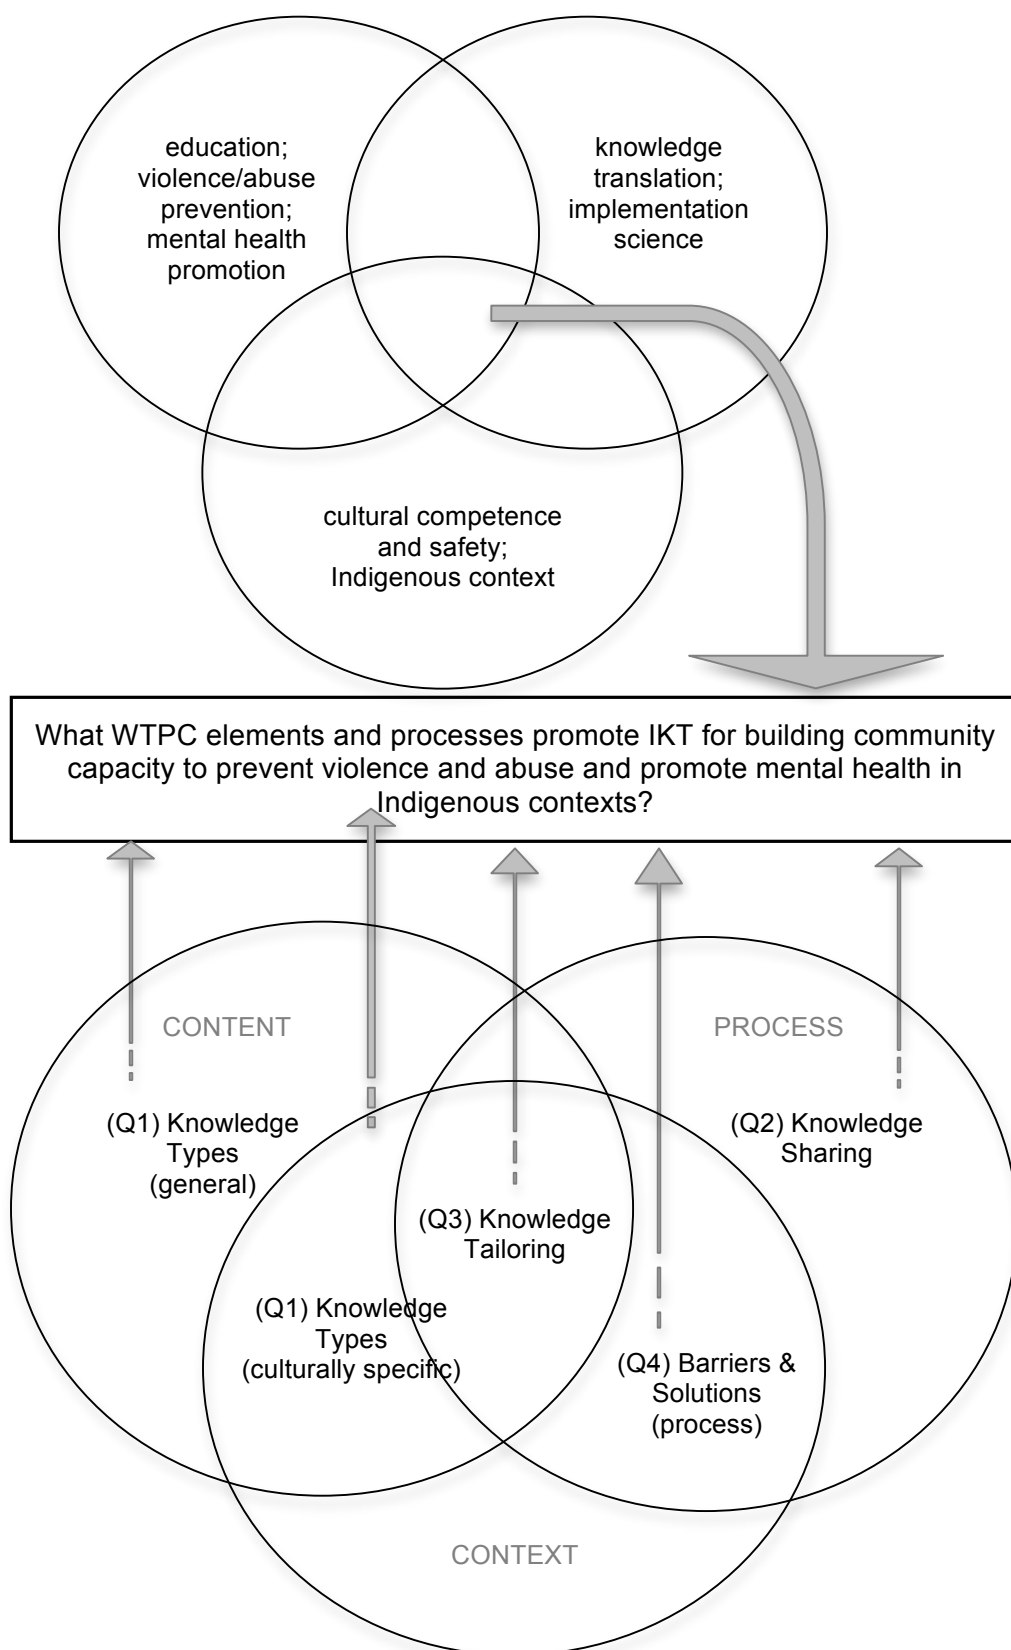 education;
violence/abuse
prevention;
mental health
promotion
knowledge
translation;
implementation
science
cultural competence
and safety;
Indigenous context
What WTPC elements and processes promote IKT for building community
capacity to prevent violence and abuse and promote mental health in
Indigenous contexts?
CONTENT
PROCESS
(Q1) Knowledge
Types
(general)
(Q2) Knowledge
Sharing
(Q3) Knowledge
Tailoring
(Q1) Knowledge
Types
(culturally specific)
(Q4) Barriers &
Solutions
(process)
CONTEXT